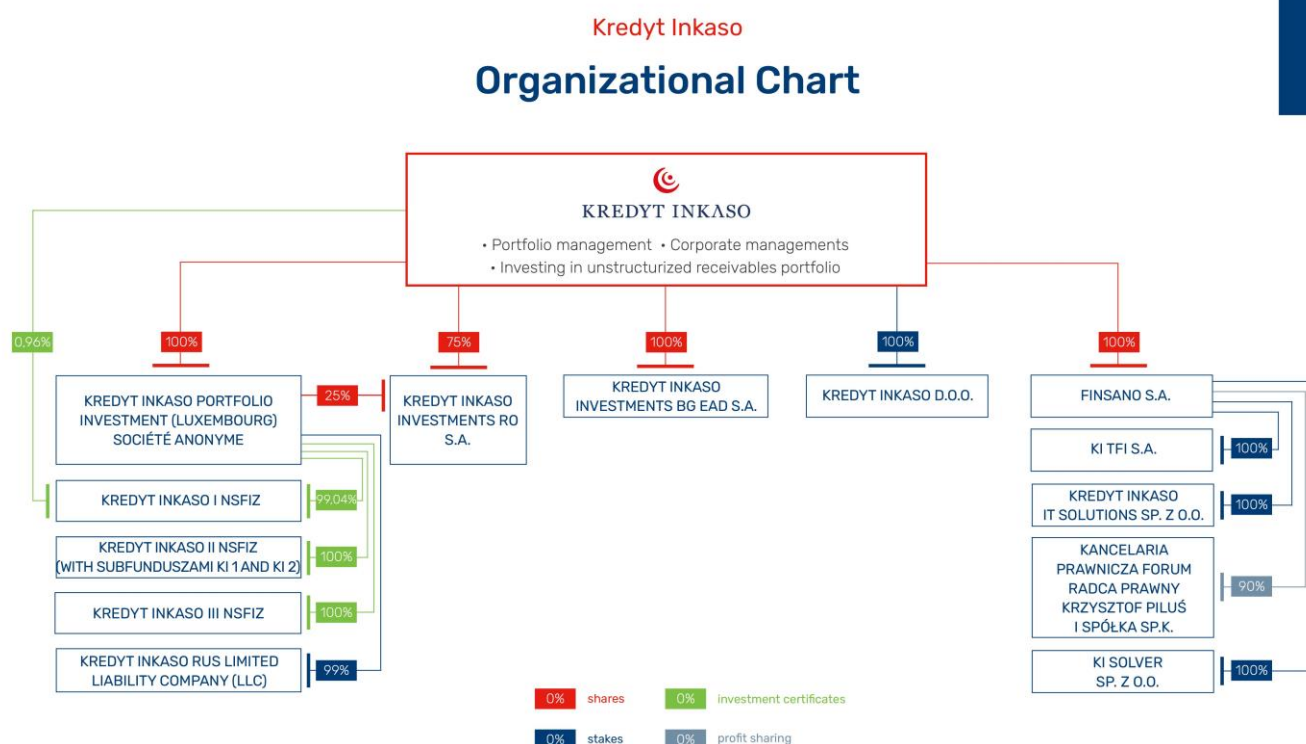 Kredyt Inkaso
Organizational Chart
KREDYT INKΛSO
• Portfolio management • Corporate managements
• Investing in unstructurized receivables portfolio
0,96%
100%
75%
100%
100%
100%
KREDYT INKASO PORTFOLIO
INVESTMENT (LUXEMBOURG)
SOCIÉTÉ ANONYME
25%
KREDYT INKASO
INVESTMENTS RO
S.A.
KREDYT INKASO
INVESTMENTS BG EAD S.A.
KREDYT INKASO D.O.O.
FINSANO S.A.
KREDYT INKASO I NSFIZ
99,04%
KREDYT INKASO II NSFIZ
(WITH SUBFUNDUSZAMI KI 1 AND KI 2)
100%
KREDYT INKASO III NSFIZ
100%
KREDYT INKASO RUS LIMITED
LIABILITY COMPANY (LLC)
99%
KI TFI S.A.
100%
KREDYT INKASO
IT SOLUTIONS SP. Z O.O.
100%
KANCELARIA
PRAWNICZA FORUM
RADCA PRAWNY
KRZYSZTOF PILUŚ
I SPÓŁKA SP.K.
90%
KI SOLVER
SP. Z O.O.
100%
0% shares
0% investment certificates
0% stakes
0% profit sharing